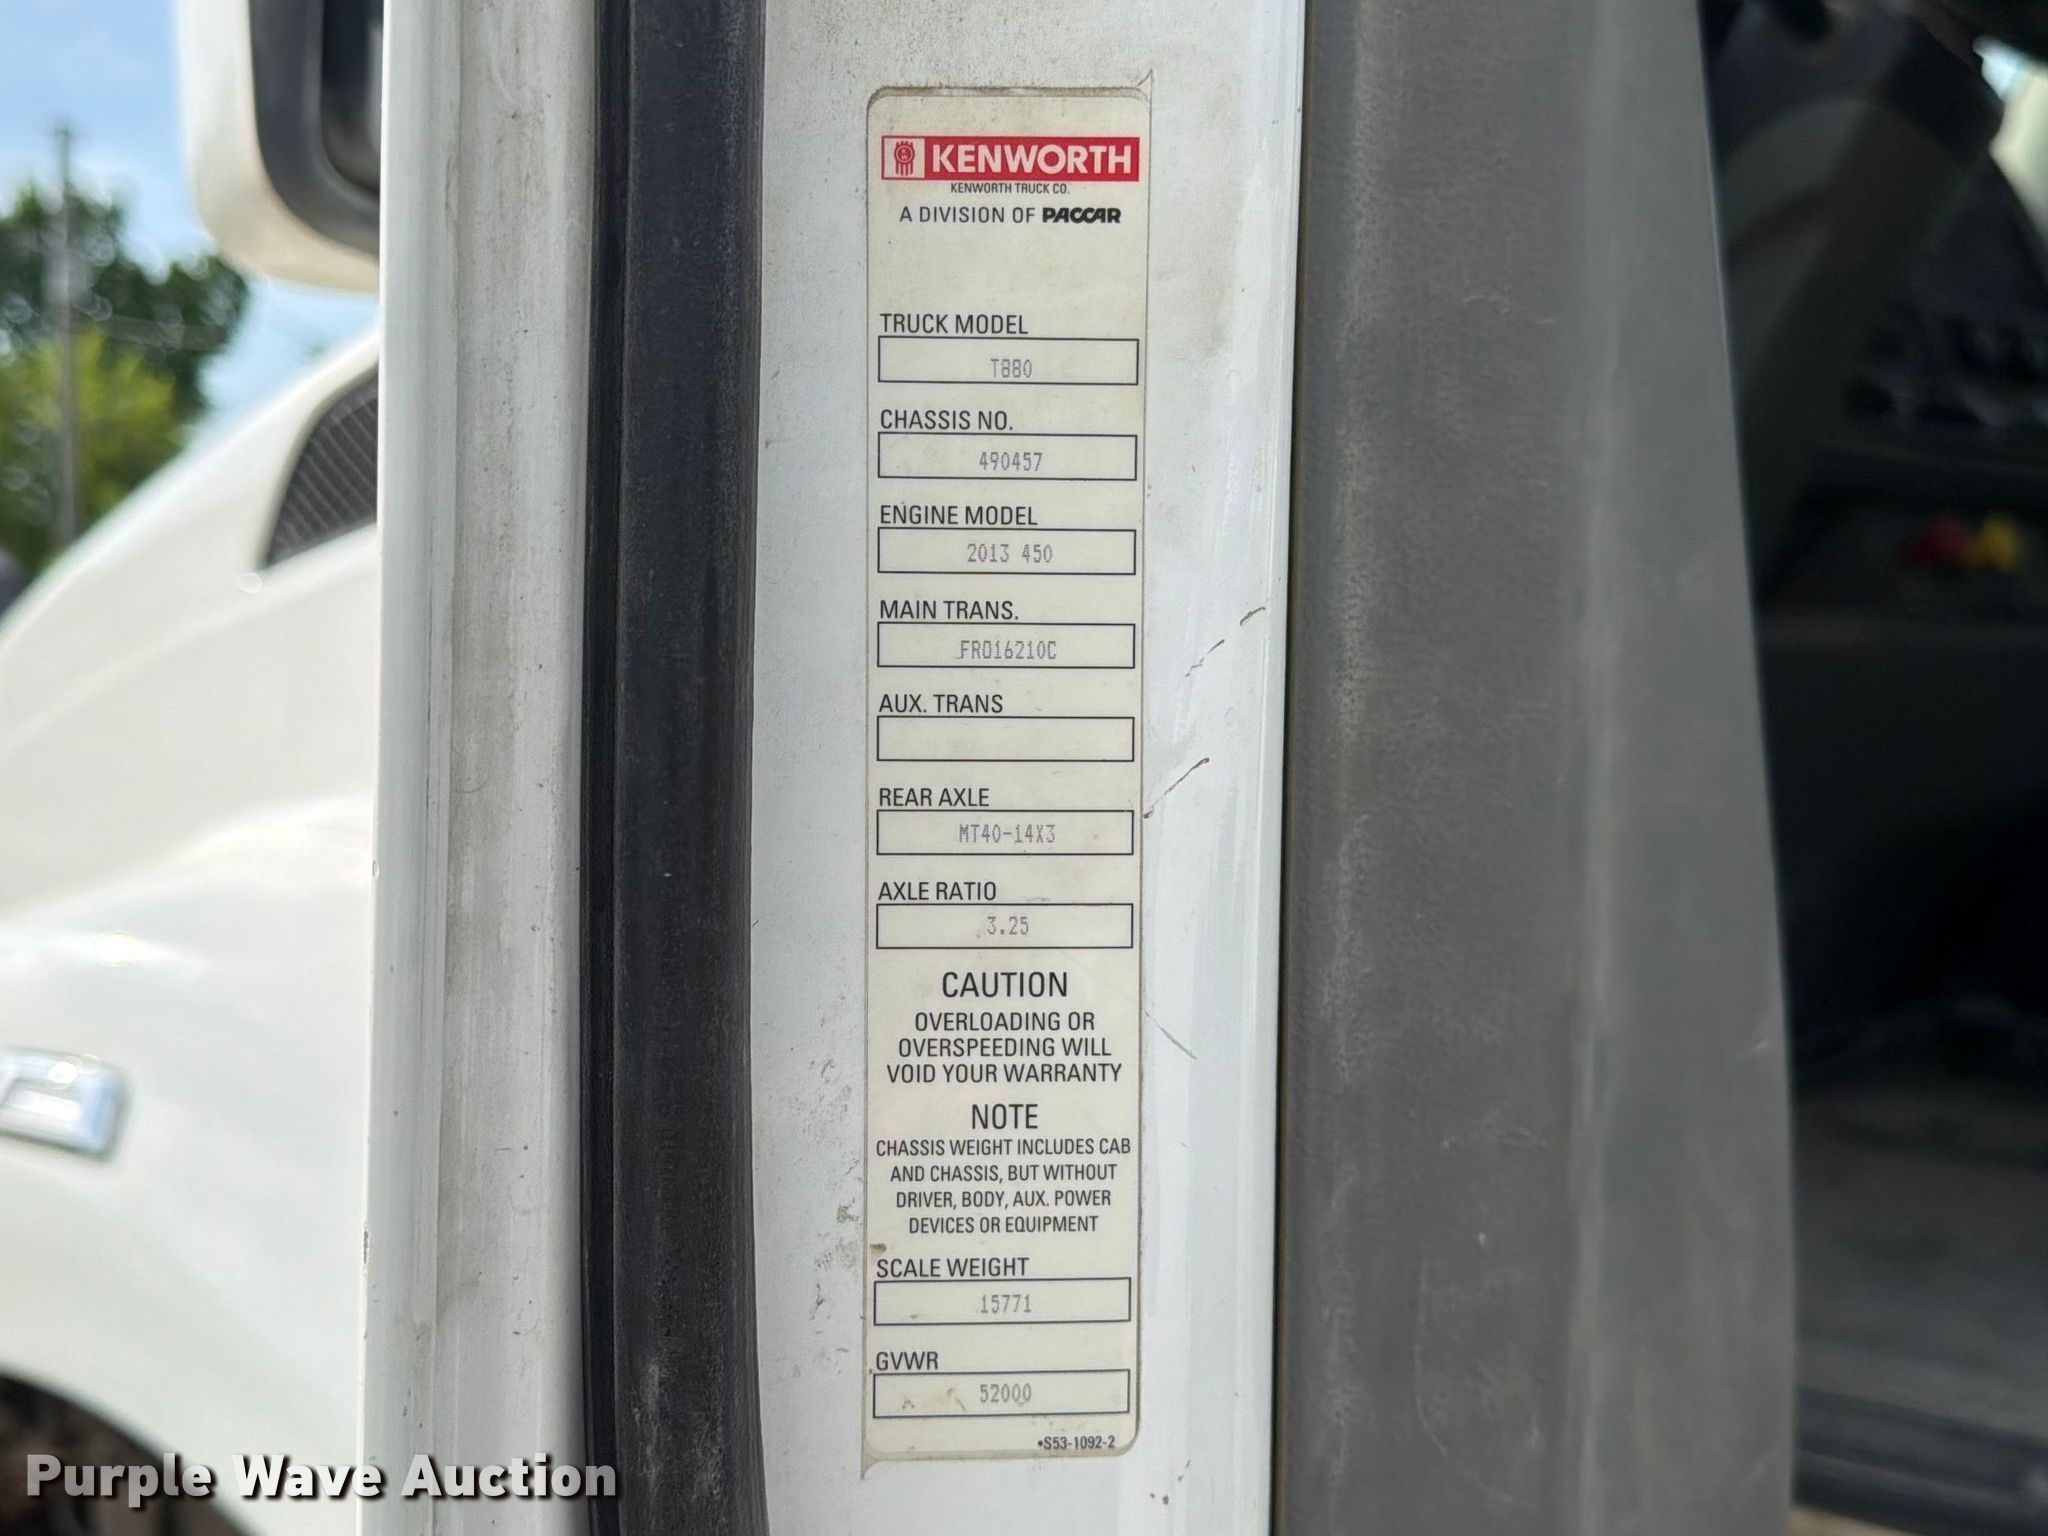 KENWORTH
KENWORTH TRUCK CO.
A DIVISION OF PACCAR
TRUCK MODEL
T880
CHASSIS NO.
490457
ENGINE MODEL
2013 450
MAIN TRANS.
FRO16210C
AUX. TRANS
REAR AXLE
MT40-14X3
AXLE RATIO
3.25
CAUTION
OVERLOADING OR
OVERSPEEDING WILL
VOID YOUR WARRANTY
NOTE
CHASSIS WEIGHT INCLUDES CAB
AND CHASSIS, BUT WITHOUT
DRIVER, BODY, AUX. POWER
DEVICES OR EQUIPMENT
SCALE WEIGHT
15771
GVWR
52000
•S53-1092-2
Purple Wave Auction